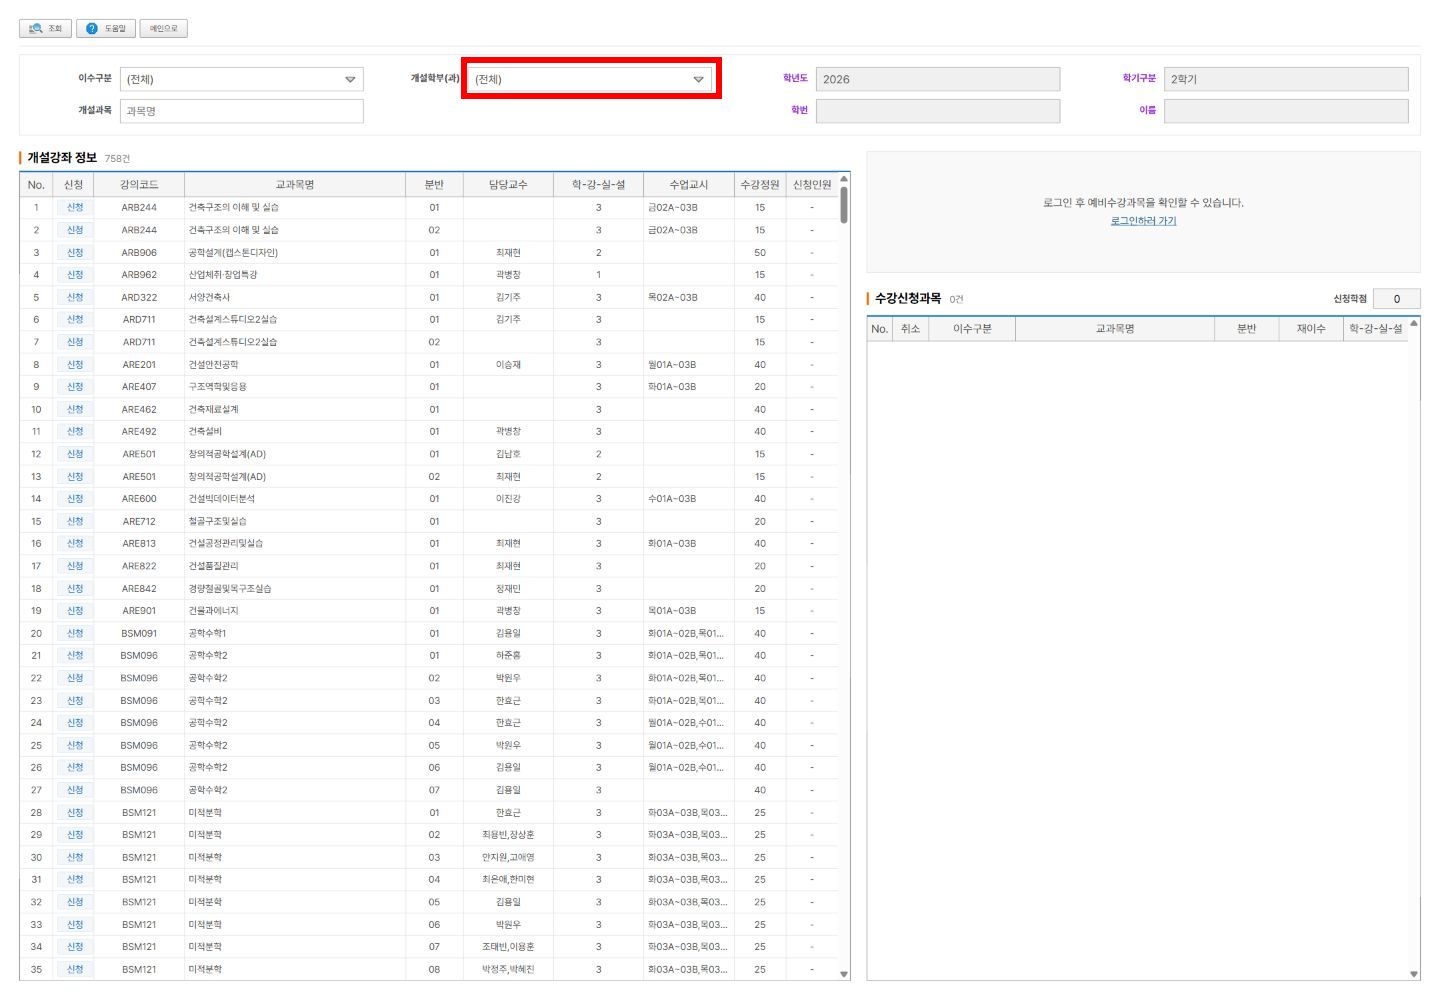 조회 도움말 메인으로
이수구분 (전체) 개설학부(과) (전체) 학년도 2026 학기구분 2학기
개설과목 과목명 학번 이름
개설강좌 정보 758건
No. 신청 강의코드 교과목명 분반 담당교수 학-강-실-설 수업교시 수강정원 신청인원
1 신청 ARB244 건축구조의 이해 및 실습 01 3 금02A~03B 15 -
2 신청 ARB244 건축구조의 이해 및 실습 02 3 금02A~03B 15 -
3 신청 ARB906 공학설계(캡스톤디자인) 01 최재현 2 50 -
4 신청 ARB962 산업체취·창업특강 01 곽병창 1 15 -
5 신청 ARD322 서양건축사 01 김기주 3 목02A~03B 40 -
6 신청 ARD711 건축설계스튜디오2실습 01 김기주 3 15 -
7 신청 ARD711 건축설계스튜디오2실습 02 3 15 -
8 신청 ARE201 건설안전공학 01 이승재 3 월01A~03B 40 -
9 신청 ARE407 구조역학및응용 01 3 화01A~03B 20 -
10 신청 ARE462 건축재료설계 01 3 40 -
11 신청 ARE492 건축설비 01 곽병창 3 40 -
12 신청 ARE501 창의적공학설계(AD) 01 김남호 2 15 -
13 신청 ARE501 창의적공학설계(AD) 02 최재현 2 15 -
14 신청 ARE600 건설빅데이터분석 01 이진강 3 수01A~03B 40 -
15 신청 ARE712 철골구조및실습 01 3 20 -
16 신청 ARE813 건설공정관리및실습 01 최재현 3 화01A~03B 40 -
17 신청 ARE822 건설품질관리 01 최재현 3 20 -
18 신청 ARE842 경량철골및목구조실습 01 정재민 3 20 -
19 신청 ARE901 건물과에너지 01 곽병창 3 목01A~03B 15 -
20 신청 BSM091 공학수학1 01 김용일 3 화01A~02B,목01... 40 -
21 신청 BSM096 공학수학2 01 하준홍 3 화01A~02B,목01... 40 -
22 신청 BSM096 공학수학2 02 박원우 3 화01A~02B,목01... 40 -
23 신청 BSM096 공학수학2 03 한효근 3 화01A~02B,목01... 40 -
24 신청 BSM096 공학수학2 04 한효근 3 월01A~02B,수01... 40 -
25 신청 BSM096 공학수학2 05 박원우 3 월01A~02B,수01... 40 -
26 신청 BSM096 공학수학2 06 김용일 3 월01A~02B,수01... 40 -
27 신청 BSM096 공학수학2 07 김용일 3 40 -
28 신청 BSM121 미적분학 01 한효근 3 화03A~03B,목03... 25 -
29 신청 BSM121 미적분학 02 최용빈,장상훈 3 화03A~03B,목03... 25 -
30 신청 BSM121 미적분학 03 안지원,고애영 3 화03A~03B,목03... 25 -
31 신청 BSM121 미적분학 04 최은애,한미현 3 화03A~03B,목03... 25 -
32 신청 BSM121 미적분학 05 김용일 3 화03A~03B,목03... 25 -
33 신청 BSM121 미적분학 06 박원우 3 화03A~03B,목03... 25 -
34 신청 BSM121 미적분학 07 조태빈,이용훈 3 화03A~03B,목03... 25 -
35 신청 BSM121 미적분학 08 박정주,박혜진 3 화03A~03B,목03... 25 -
로그인 후 예비수강과목을 확인할 수 있습니다.
로그인하러 가기
수강신청과목 0건 신청학점 0
No. 취소 이수구분 교과목명 분반 재이수 학-강-실-설